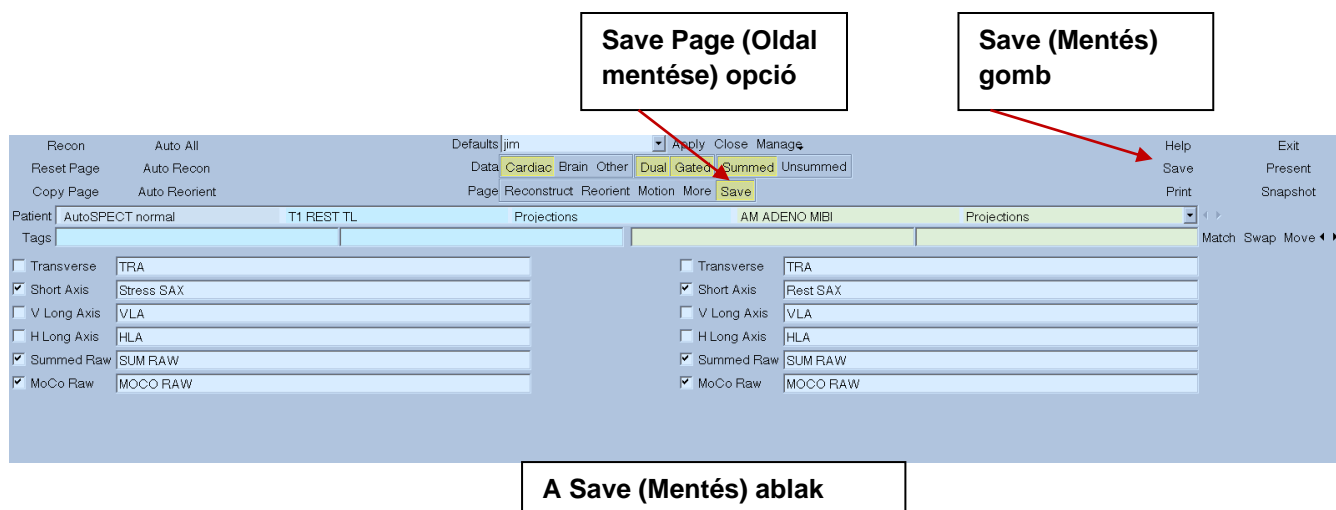 Save Page (Oldal
mentése) opció
Save (Mentés)
gomb
Recon Auto All Defaults jim Apply Close Manage Help Exit
Reset Page Auto Recon Data Cardiac Brain Other Dual Gated Summed Unsummed Save Present
Copy Page Auto Reorient Page Reconstruct Reorient Motion More Save Print Snapshot
Patient AutoSPECT normal T1 REST TL Projections AM ADENO MIBI Projections
Tags Match Swap Move
Transverse TRA Transverse TRA
Short Axis Stress SAX Short Axis Rest SAX
V Long Axis VLA V Long Axis VLA
H Long Axis HLA H Long Axis HLA
Summed Raw SUM RAW Summed Raw SUM RAW
MoCo Raw MOCO RAW MoCo Raw MOCO RAW
A Save (Mentés) ablak